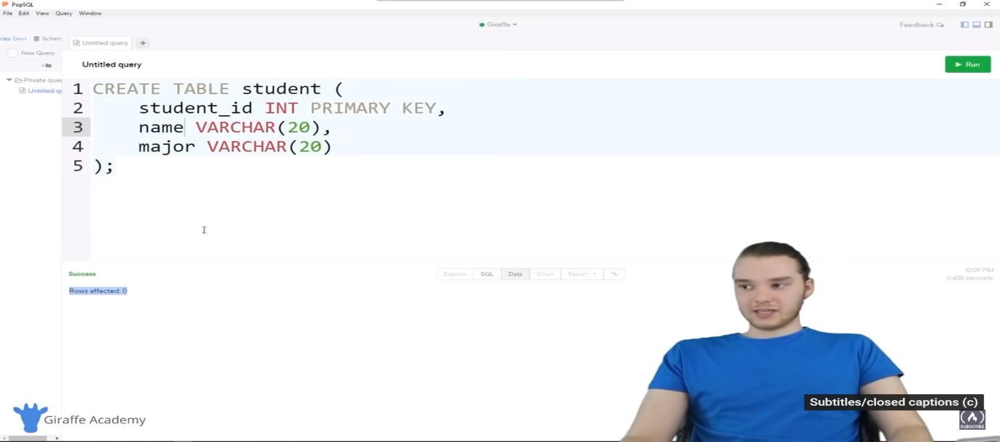 PopSQL
File Edit View Query Window
Giraffe
Feedback
ries Ctrl+1 Schem
Untitled query +
New Query
Untitled query
Run
Private quer
Untitled q
1 CREATE TABLE student (
2 student_id INT PRIMARY KEY,
3 name VARCHAR(20),
4 major VARCHAR(20)
5 );
Success
Explore SQL Data Chart Export
12:09 PM
0.435 seconds
Rows affected: 0
Subtitles/closed captions (c)
Giraffe Academy
SUBSCRIBE